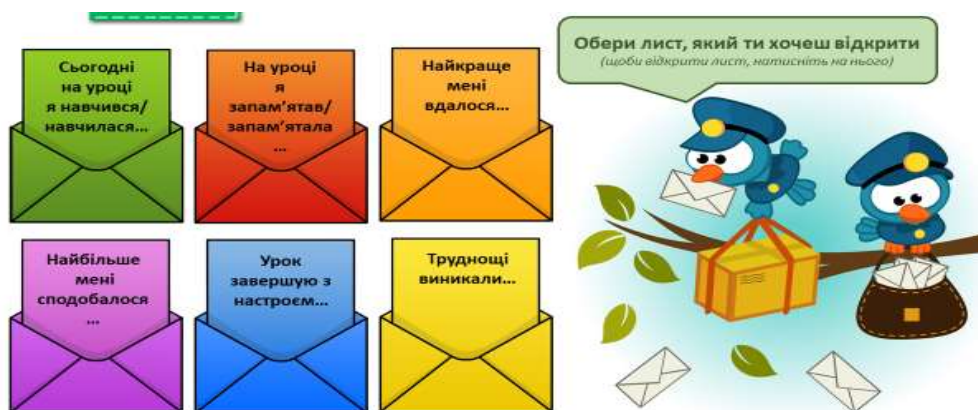 Сьогодні
на уроці
я навчився/
навчилася...
На уроці
я
запам'ятав/
запам'ятала
...
Найкраще
мені
вдалося...
Обери лист, який ти хочеш відкрити
(щоби відкрити лист, натисніть на нього)
Найбільше
мені
сподобалося
...
Урок
завершую з
настроєм...
Труднощі
виникали...